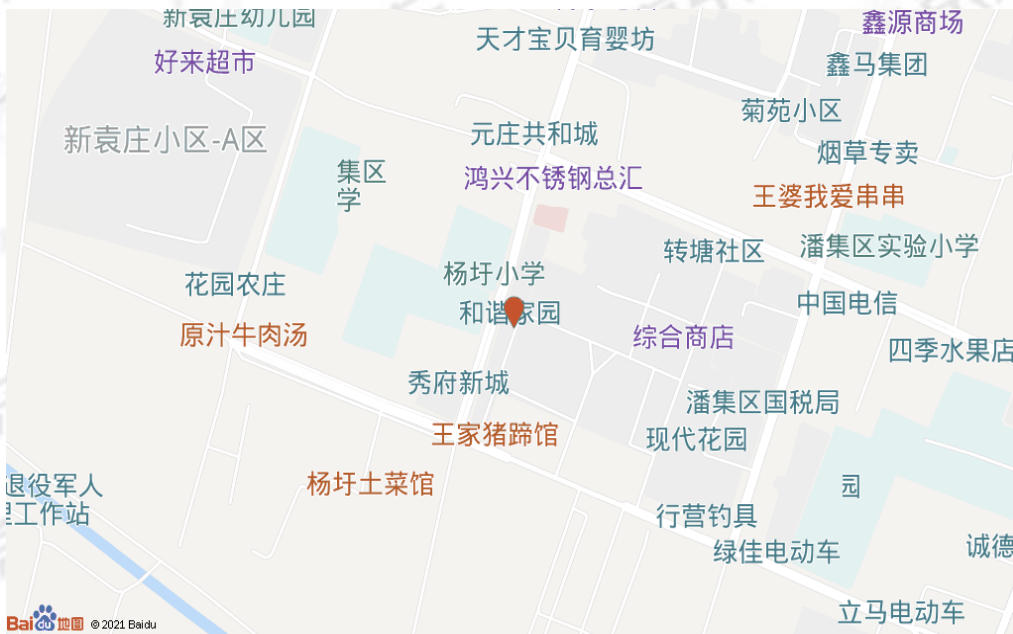 新袁庄幼儿园
鑫源商场
天才宝贝育婴坊
好来超市
鑫马集团
菊苑小区
新袁庄小区-A区
元庄共和城
烟草专卖
集区
学
鸿兴不锈钢总汇
王婆我爱串串
转塘社区
潘集区实验小学
杨圩小学
花园农庄
和谐家园
中国电信
原汁牛肉汤
综合商店
四季水果店
秀府新城
潘集区国税局
王家猪蹄馆
现代花园
杨圩土菜馆
退役军人
园
理工作站
行营钓具
绿佳电动车
诚德
立马电动车
Bai du 地图 © 2021 Baidu